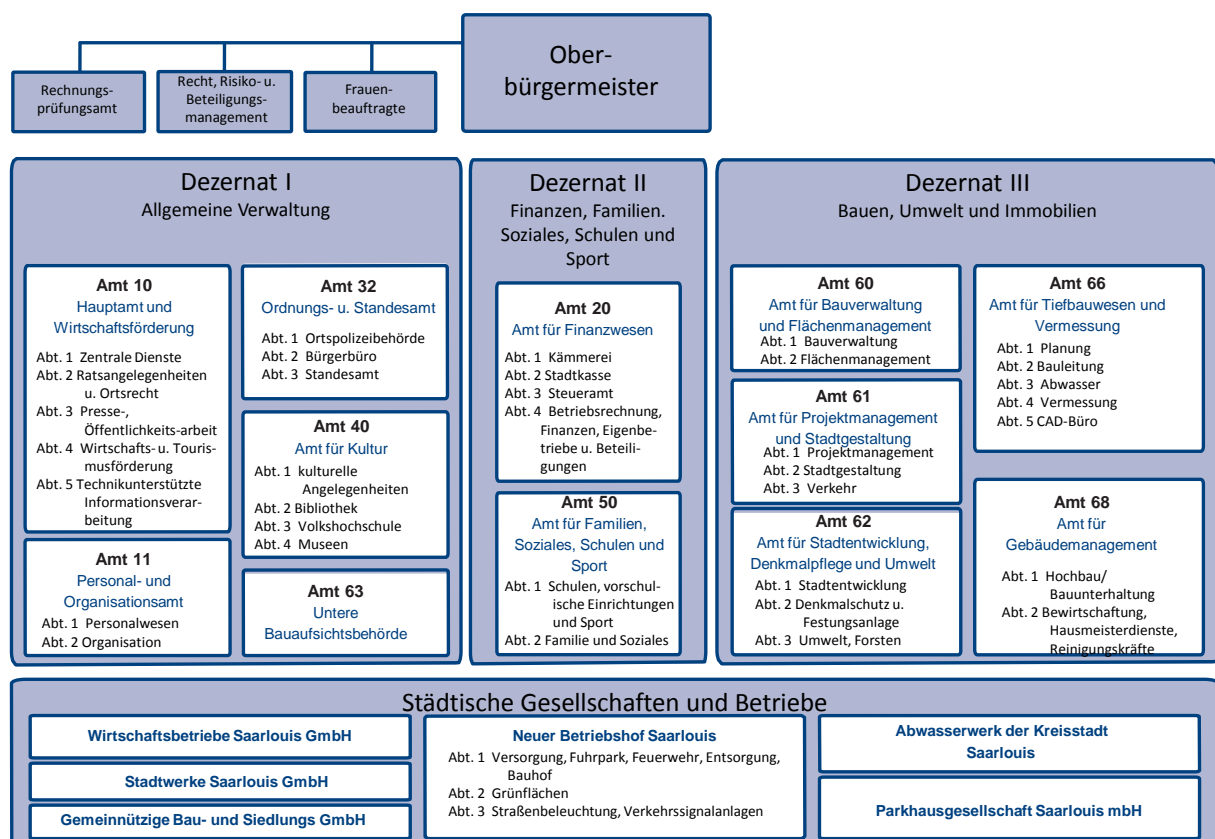 Ober-
bürgermeister
Rechnungs-
prüfungsamt
Recht, Risiko- u.
Beteiligungs-
management
Frauen-
beauftragte
Dezernat I
Allgemeine Verwaltung
Amt 10
Hauptamt und
Wirtschaftsförderung
Abt. 1 Zentrale Dienste
Abt. 2 Ratsangelegenheiten
u. Ortsrecht
Abt. 3 Presse-,
Öffentlichkeits-arbeit
Abt. 4 Wirtschafts- u. Touris-
musförderung
Abt. 5 Technikunterstützte
Informationsverar-
beitung
Amt 11
Personal- und
Organisationsamt
Abt. 1 Personalwesen
Abt. 2 Organisation
Amt 32
Ordnungs- u. Standesamt
Abt. 1 Ortspolizeibehörde
Abt. 2 Bürgerbüro
Abt. 3 Standesamt
Amt 40
Amt für Kultur
Abt. 1 kulturelle
Angelegenheiten
Abt. 2 Bibliothek
Abt. 3 Volkshochschule
Abt. 4 Museen
Amt 63
Untere
Bauaufsichtsbehörde
Dezernat II
Finanzen, Familien.
Soziales, Schulen und
Sport
Amt 20
Amt für Finanzwesen
Abt. 1 Kämmerei
Abt. 2 Stadtkasse
Abt. 3 Steueramt
Abt. 4 Betriebsrechnung,
Finanzen, Eigenbe-
triebe u. Beteili-
gungen
Amt 50
Amt für Familien,
Soziales, Schulen und
Sport
Abt. 1 Schulen, vorschul-
ische Einrichtungen
und Sport
Abt. 2 Familie und Soziales
Dezernat III
Bauen, Umwelt und Immobilien
Amt 60
Amt für Bauverwaltung
und Flächenmanagement
Abt. 1 Bauverwaltung
Abt. 2 Flächenmanagement
Amt 61
Amt für Projektmanagement
und Stadtgestaltung
Abt. 1 Projektmanagement
Abt. 2 Stadtgestaltung
Abt. 3 Verkehr
Amt 62
Amt für Stadtentwicklung,
Denkmalpflege und Umwelt
Abt. 1 Stadtentwicklung
Abt. 2 Denkmalschutz u.
Festungsanlage
Abt. 3 Umwelt, Forsten
Amt 66
Amt für Tiefbauwesen und
Vermessung
Abt. 1 Planung
Abt. 2 Bauleitung
Abt. 3 Abwasser
Abt. 4 Vermessung
Abt. 5 CAD-Büro
Amt 68
Amt für
Gebäudemanagement
Abt. 1 Hochbau/
Bauunterhaltung
Abt. 2 Bewirtschaftung,
Hausmeisterdienste,
Reinigungskräfte
Städtische Gesellschaften und Betriebe
Wirtschaftsbetriebe Saarlouis GmbH
Stadtwerke Saarlouis GmbH
Gemeinnützige Bau- und Siedlungs GmbH
Neuer Betriebshof Saarlouis
Abt. 1 Versorgung, Fuhrpark, Feuerwehr, Entsorgung,
Bauhof
Abt. 2 Grünflächen
Abt. 3 Straßenbeleuchtung, Verkehrssignalanlagen
Abwasserwerk der Kreisstadt
Saarlouis
Parkhausgesellschaft Saarlouis mbH